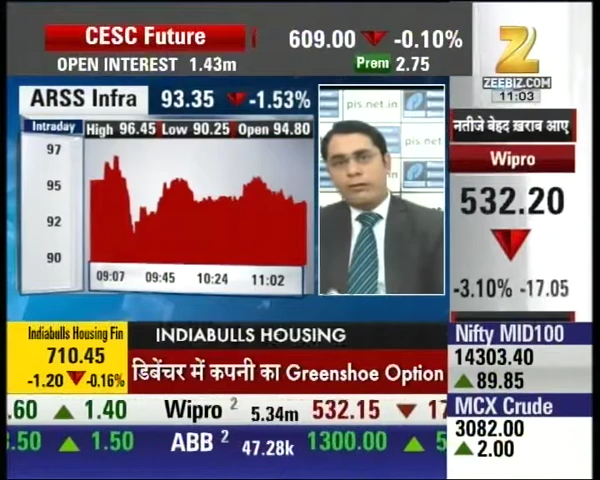 CESC Future
609.00 -0.10%
OPEN INTEREST 1.43m
Prem 2.75
Z
ZEEBIZ.COM
11:03
ARSS Infra 93.35 -1.53%
Intraday High 96.45 Low 90.25 Open 94.80
97
95
92
90
09:07 09:45 10:24 11:02
pis.net.in
pis.net
नतीजे बेहद ख़राब आए
Wipro
532.20
-3.10% -17.05
Indiabulls Housing Fin
710.45
-1.20 -0.16%
INDIABULLS HOUSING
डिबेंचर में कंपनी का Greenshoe Option
Nifty MID100
14303.40
89.85
MCX Crude
3082.00
2.00
.60 1.40 Wipro 2 5.34m 532.15 17
.50 1.50 ABB 2 47.28k 1300.00 5